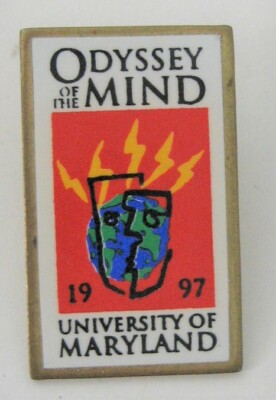 ODYSSEY
OF THE MIND
19 97
UNIVERSITY OF
MARYLAND